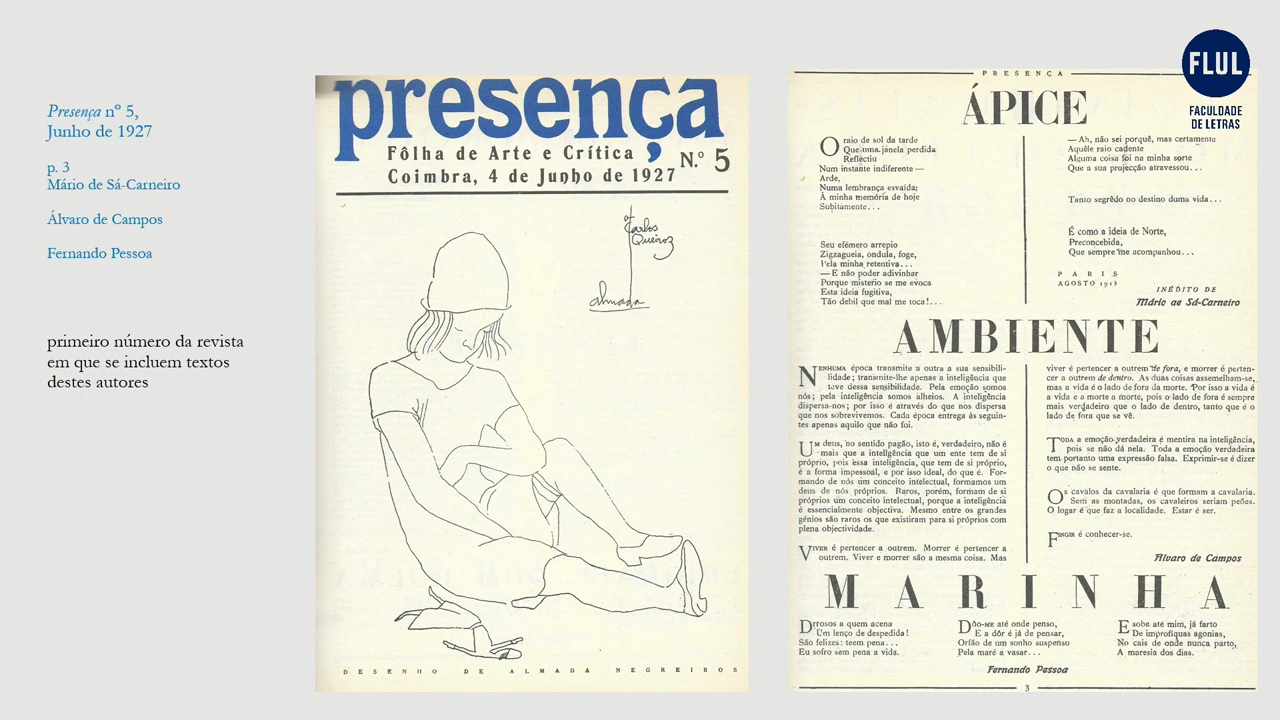 Presença nº 5,
Junho de 1927
p. 3
Mário de Sá-Carneiro
Álvaro de Campos
Fernando Pessoa
primeiro número da revista
em que se incluem textos
destes autores
presença
Fôlha de Arte e Crítica
Coimbra, 4 de Junho de 1927
N.º 5
a
Carlos
Queiroz
almada
DESENHO DE ALMADA NEGREIROS
FLUL
FACULDADE
DE LETRAS
PRESENÇA
ÁPICE
O raio de sol da tarde
Que uma janela perdida
Reflectiu
Num instante indiferente —
Arde,
Numa lembrança esvaída;
À minha memória de hoje
Subitamente...
Seu efémero arrepio
Zigzagueia, ondula, foge,
Pela minha retentiva...
— E não poder adivinhar
Porque mistério se me evoca
Esta ideia fugitiva,
Tão debil que mal me toca!...
— Ah, não sei porquê, mas certamente
Aquêle raio cadente
Alguma coisa foi na minha sorte
Que a sua projecção atravessou...
Tanto segrêdo no destino duma vida...
É como a ideia de Norte,
Preconcebida,
Que sempre me acompanhou...
PARIS
AGOSTO 1915
INÉDITO DE
Mário de Sá-Carneiro
AMBIENTE
NENHUMA época transmite a outra a sua sensibili-
lidade; transmite-lhe apenas a inteligência que
teve dessa sensibilidade. Pela emoção somos
nós; pela inteligência somos alheios. A inteligência
dispersa-nos; por isso é através do que nos dispersa
que nos sobrevivemos. Cada época entrega às seguin-
tes apenas aquilo que não foi.
UM deus, no sentido pagão, isto é, verdadeiro, não é
mais que a inteligência que um ente tem de si
próprio, pois essa inteligência, que tem de si próprio,
é a forma impessoal, e por isso ideal, do que é. For-
mando de nós um conceito intelectual, formamos um
deus de nós próprios. Raros, porém, formam de si
próprios um conceito intelectual, porque a inteligência
é essencialmente objectiva. Mesmo entre os grandes
génios são raros os que existiram para si próprios com
plena objectividade.
VIVER é pertencer a outrem. Morrer é pertencer a
outrem. Viver e morrer são a mesma coisa. Mas
viver é pertencer a outrem de fora, e morrer é perten-
cer a outrem de dentro. As duas coisas assemelham-se,
mas a vida é o lado de fora da morte. Por isso a vida é
a vida e a morte a morte, pois o lado de fora é sempre
mais verdadeiro que o lado de dentro, tanto que é o
lado de fora que se vê.
TODA a emoção verdadeira é mentira na inteligência,
pois se não dá nela. Toda a emoção verdadeira
tem portanto uma expressão falsa. Exprimir-se é dizer
o que não se sente.
OS cavalos da cavalaria é que formam a cavalaria.
Sem as montadas, os cavaleiros seriam peões.
O logar é que faz a localidade. Estar é ser.
FINGIR é conhecer-se.
Alvaro de Campos
MARINHA
DITOSOS a quem acena
Um lenço de despedida!
São felizes: teem pena...
Eu sofro sem pena a vida.
DÔO-ME até onde penso,
E a dôr é já de pensar,
Orfão de um sonho suspenso
Pela maré a vasar...
E sobe até mim, já farto
De improfiquas agonias,
No cais de onde nunca parto,
A maresia dos dias.
Fernando Pessoa
3